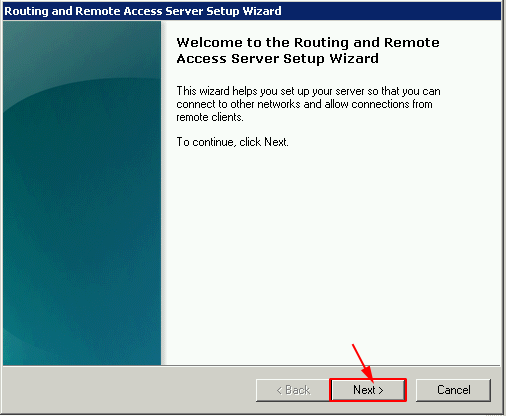 Routing and Remote Access Server Setup Wizard
Welcome to the Routing and Remote
Access Server Setup Wizard
This wizard helps you set up your server so that you can
connect to other networks and allow connections from
remote clients.
To continue, click Next.
< Back Next > Cancel